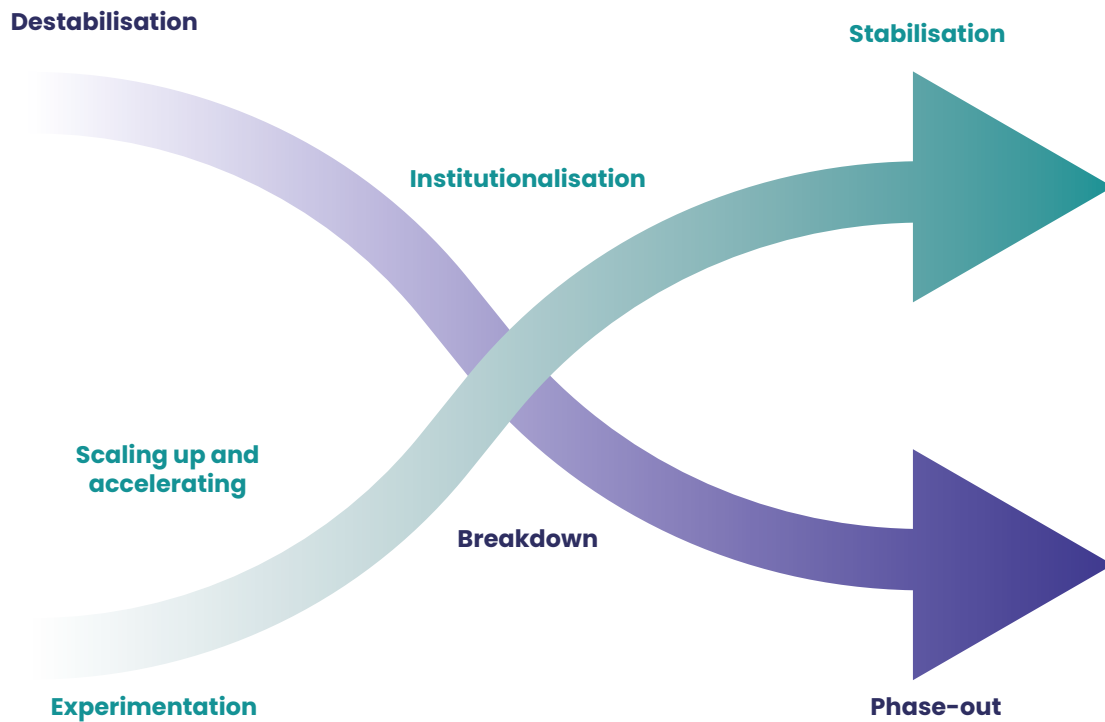 Destabilisation
Stabilisation
Institutionalisation
Scaling up and
accelerating
Breakdown
Experimentation
Phase-out